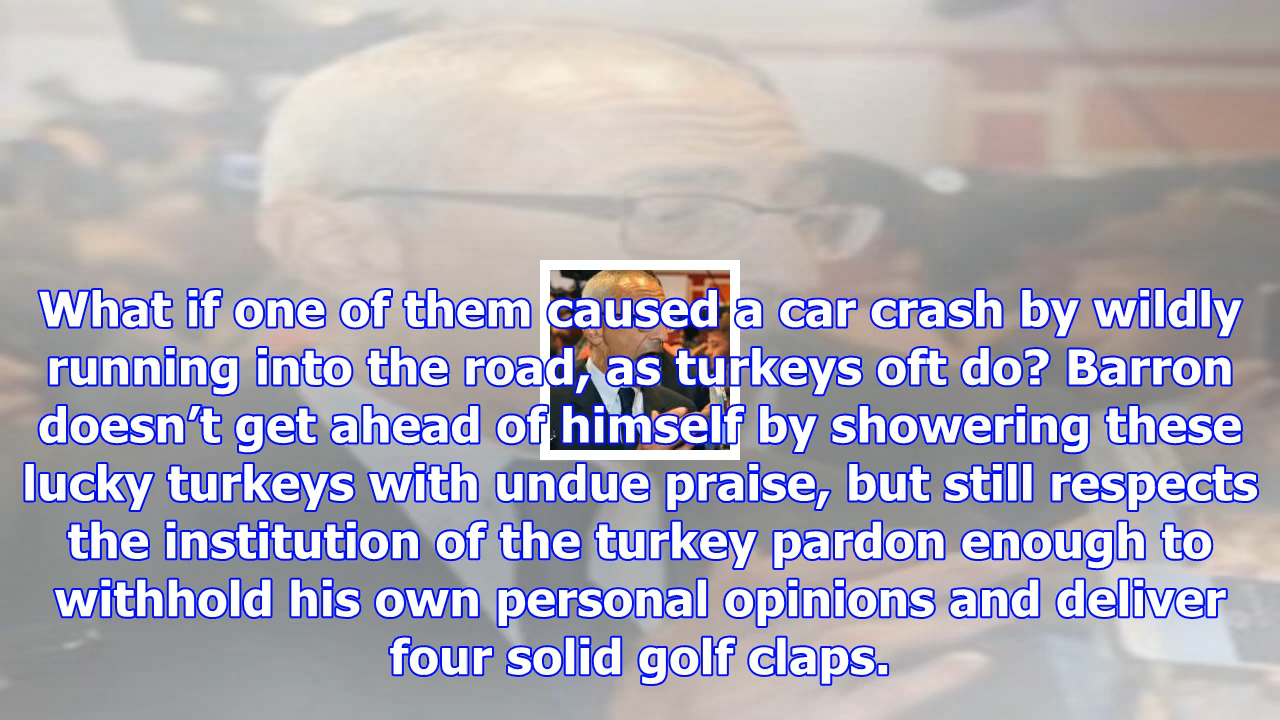 What if one of them caused a car crash by wildly
running into the road, as turkeys oft do? Barron
doesn’t get ahead of himself by showering these
lucky turkeys with undue praise, but still respects
the institution of the turkey pardon enough to
withhold his own personal opinions and deliver
four solid golf claps.